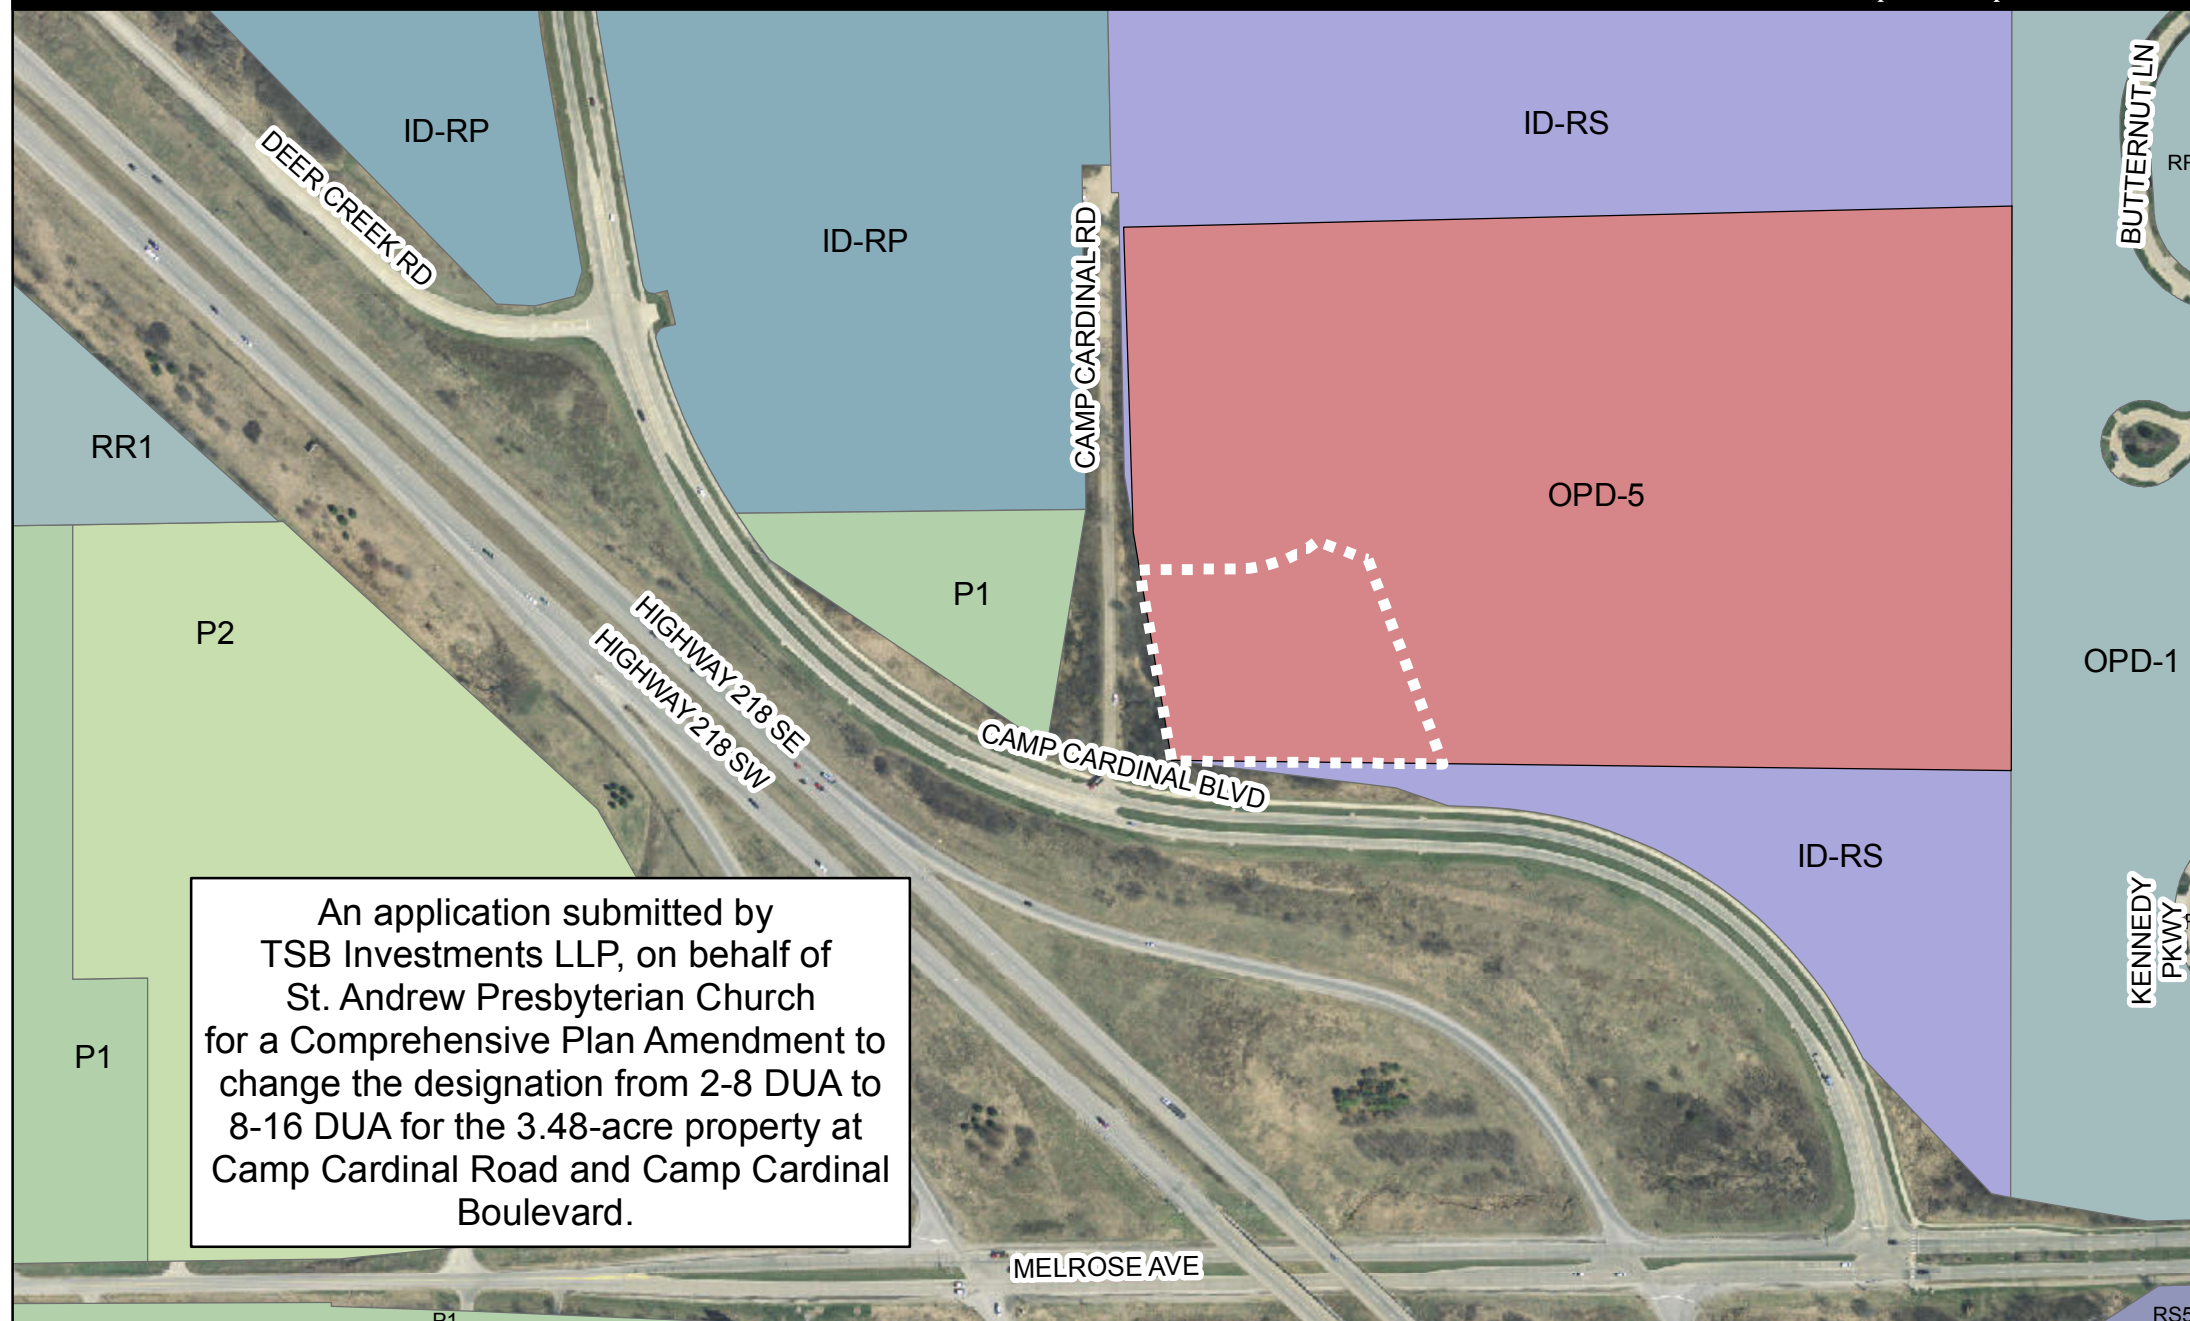 ID-RP
ID-RS
BUTTERNUT LN
DEER CREEK RD
ID-RP
CAMP CARDINAL RD
RR1
OPD-5
P1
P2
OPD-1
HIGHWAY 218 SE
HIGHWAY 218 SW
CAMP CARDINAL BLVD
ID-RS
KENNEDY
PKWY
An application submitted by
TSB Investments LLP, on behalf of
St. Andrew Presbyterian Church
for a Comprehensive Plan Amendment to
change the designation from 2-8 DUA to
8-16 DUA for the 3.48-acre property at
Camp Cardinal Road and Camp Cardinal
Boulevard.
P1
MELROSE AVE
P1
RS5